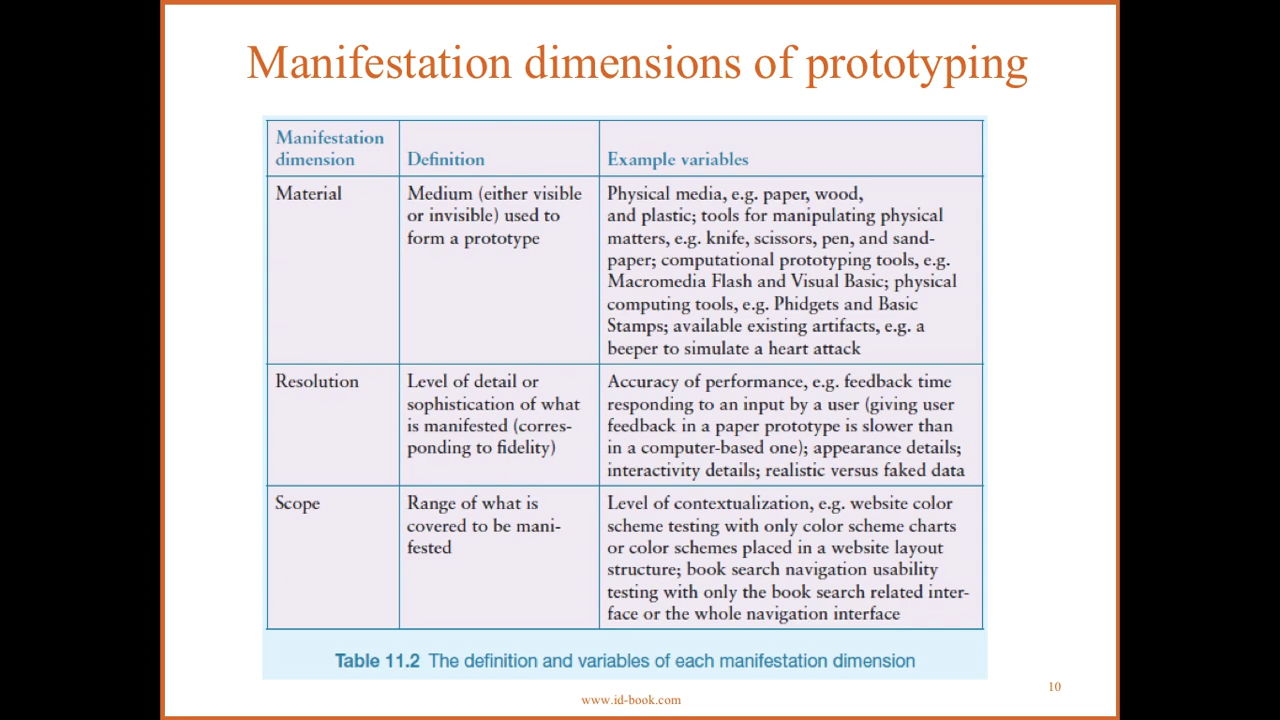 Manifestation dimensions of prototyping
Manifestation
dimension
Definition
Example variables
Material
Medium (either visible
or invisible) used to
form a prototype
Physical media, e.g. paper, wood,
and plastic; tools for manipulating physical
matters, e.g. knife, scissors, pen, and sand-
paper; computational prototyping tools, e.g.
Macromedia Flash and Visual Basic; physical
computing tools, e.g. Phidgets and Basic
Stamps; available existing artifacts, e.g. a
beeper to simulate a heart attack
Resolution
Level of detail or
sophistication of what
is manifested (corres-
ponding to fidelity)
Accuracy of performance, e.g. feedback time
responding to an input by a user (giving user
feedback in a paper prototype is slower than
in a computer-based one); appearance details;
interactivity details; realistic versus faked data
Scope
Range of what is
covered to be mani-
fested
Level of contextualization, e.g. website color
scheme testing with only color scheme charts
or color schemes placed in a website layout
structure; book search navigation usability
testing with only the book search related inter-
face or the whole navigation interface
Table 11.2 The definition and variables of each manifestation dimension
www.id-book.com
10